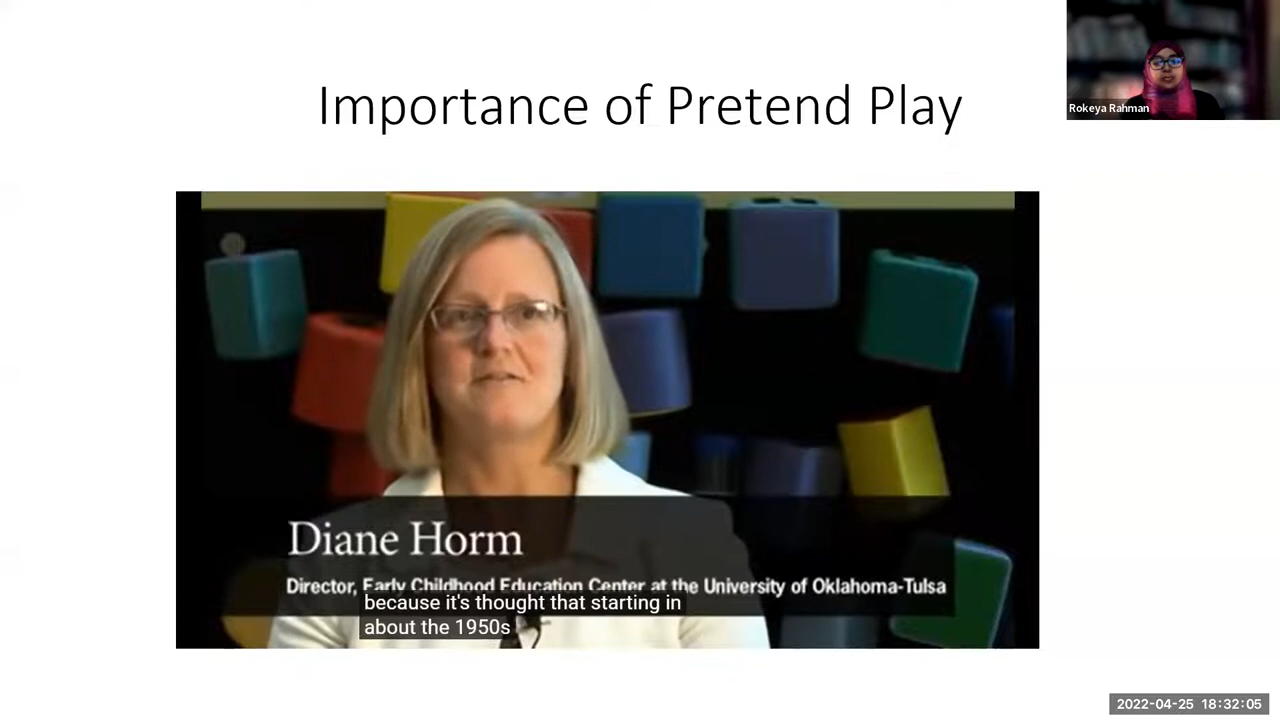 Importance of Pretend Play
Rokeya Rahman
Diane Horm
Director, Early Childhood Education Center at the University of Oklahoma-Tulsa
because it's thought that starting in
about the 1950s
2022-04-25 18:32:05